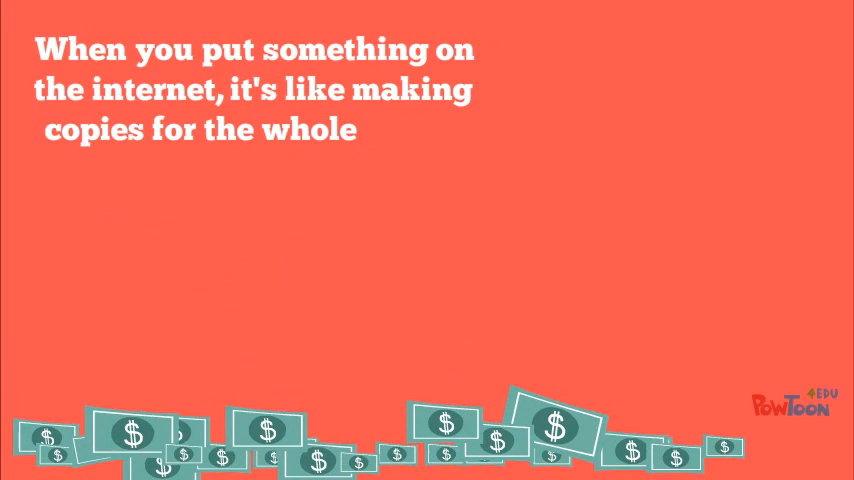 When you put something on
the internet, it's like making
copies for the whole
$ $ $ $ $ $ $ $ $ $ $ $ $ $ $ $ $ $ $ $
4EDU
PowToon